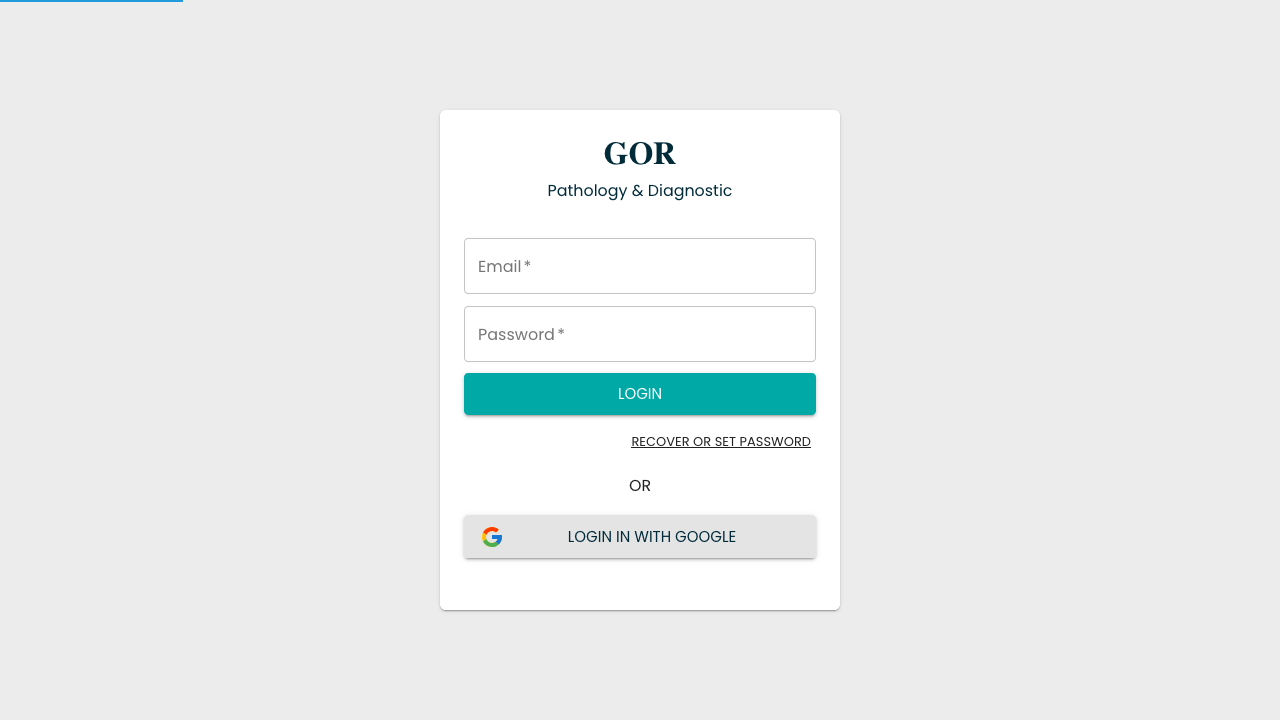 GOR
Pathology & Diagnostic
Email *
Password *
LOGIN
RECOVER OR SET PASSWORD
OR
LOGIN IN WITH GOOGLE